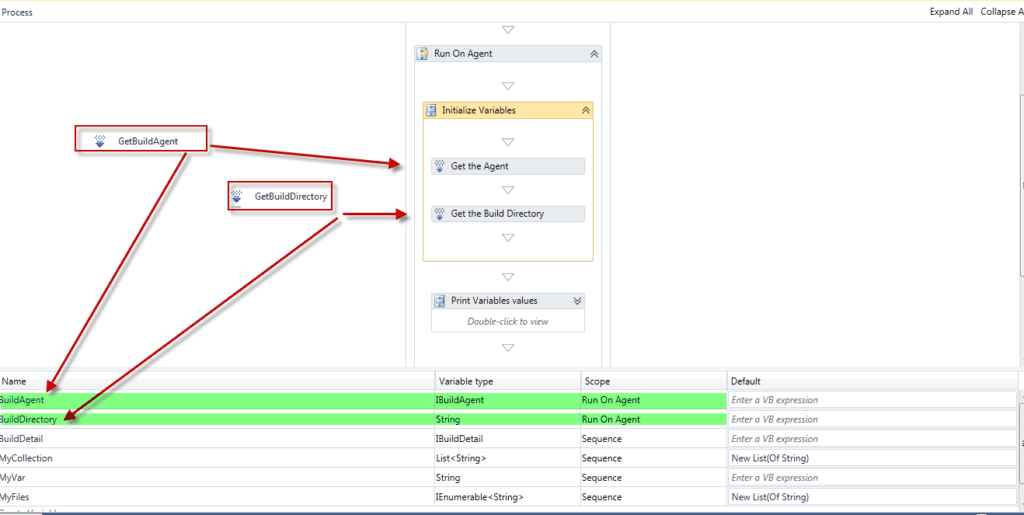 Process
Expand All Collapse A
Run On Agent
Initialize Variables
GetBuildAgent
Get the Agent
GetBuildDirectory
Get the Build Directory
Print Variables values
Double-click to view
Name Variable type Scope Default
BuildAgent IBuildAgent Run On Agent Enter a VB expression
BuildDirectory String Run On Agent Enter a VB expression
BuildDetail IBuildDetail Sequence Enter a VB expression
MyCollection List<String> Sequence New List(Of String)
MyVar String Sequence Enter a VB expression
MyFiles IEnumerable<String> Sequence New List(Of String)